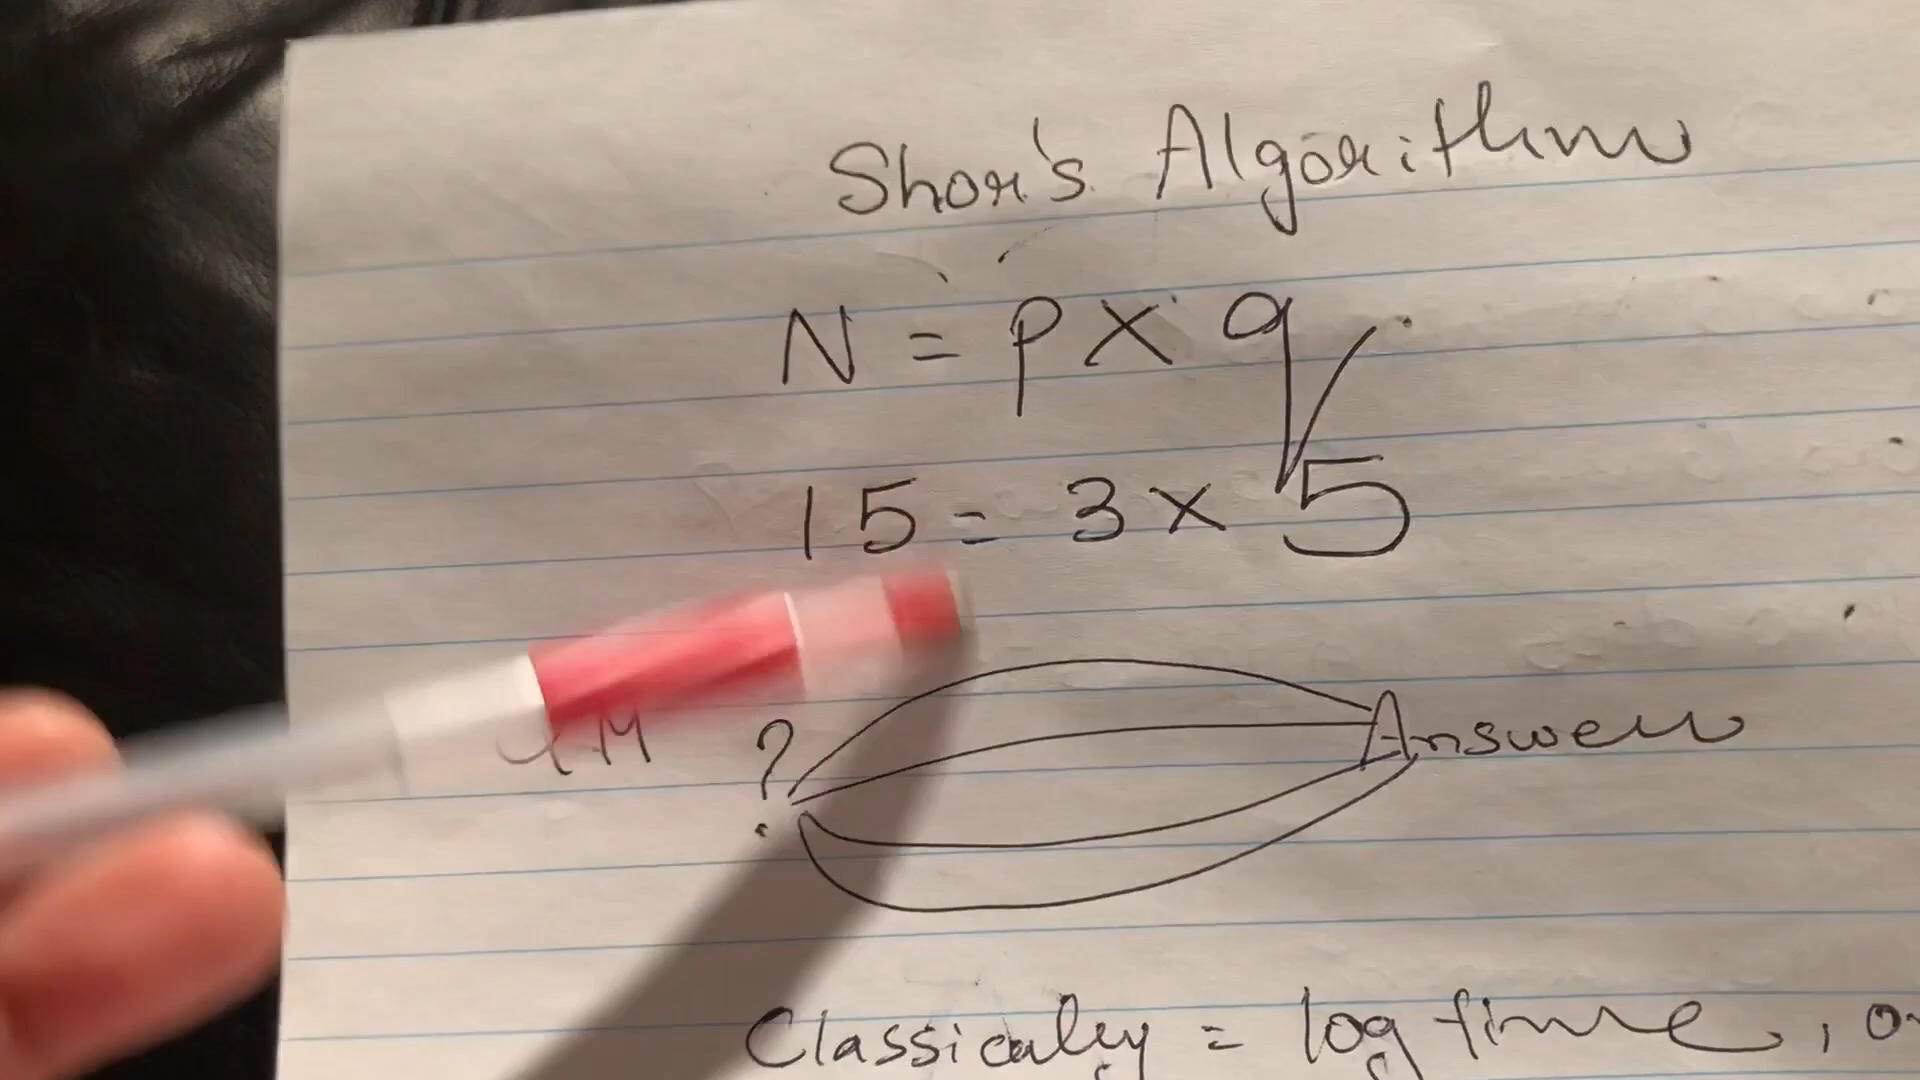 Shor's Algorithm
N = p X q
15 = 3 x 5
? Answer
Classically = log time,